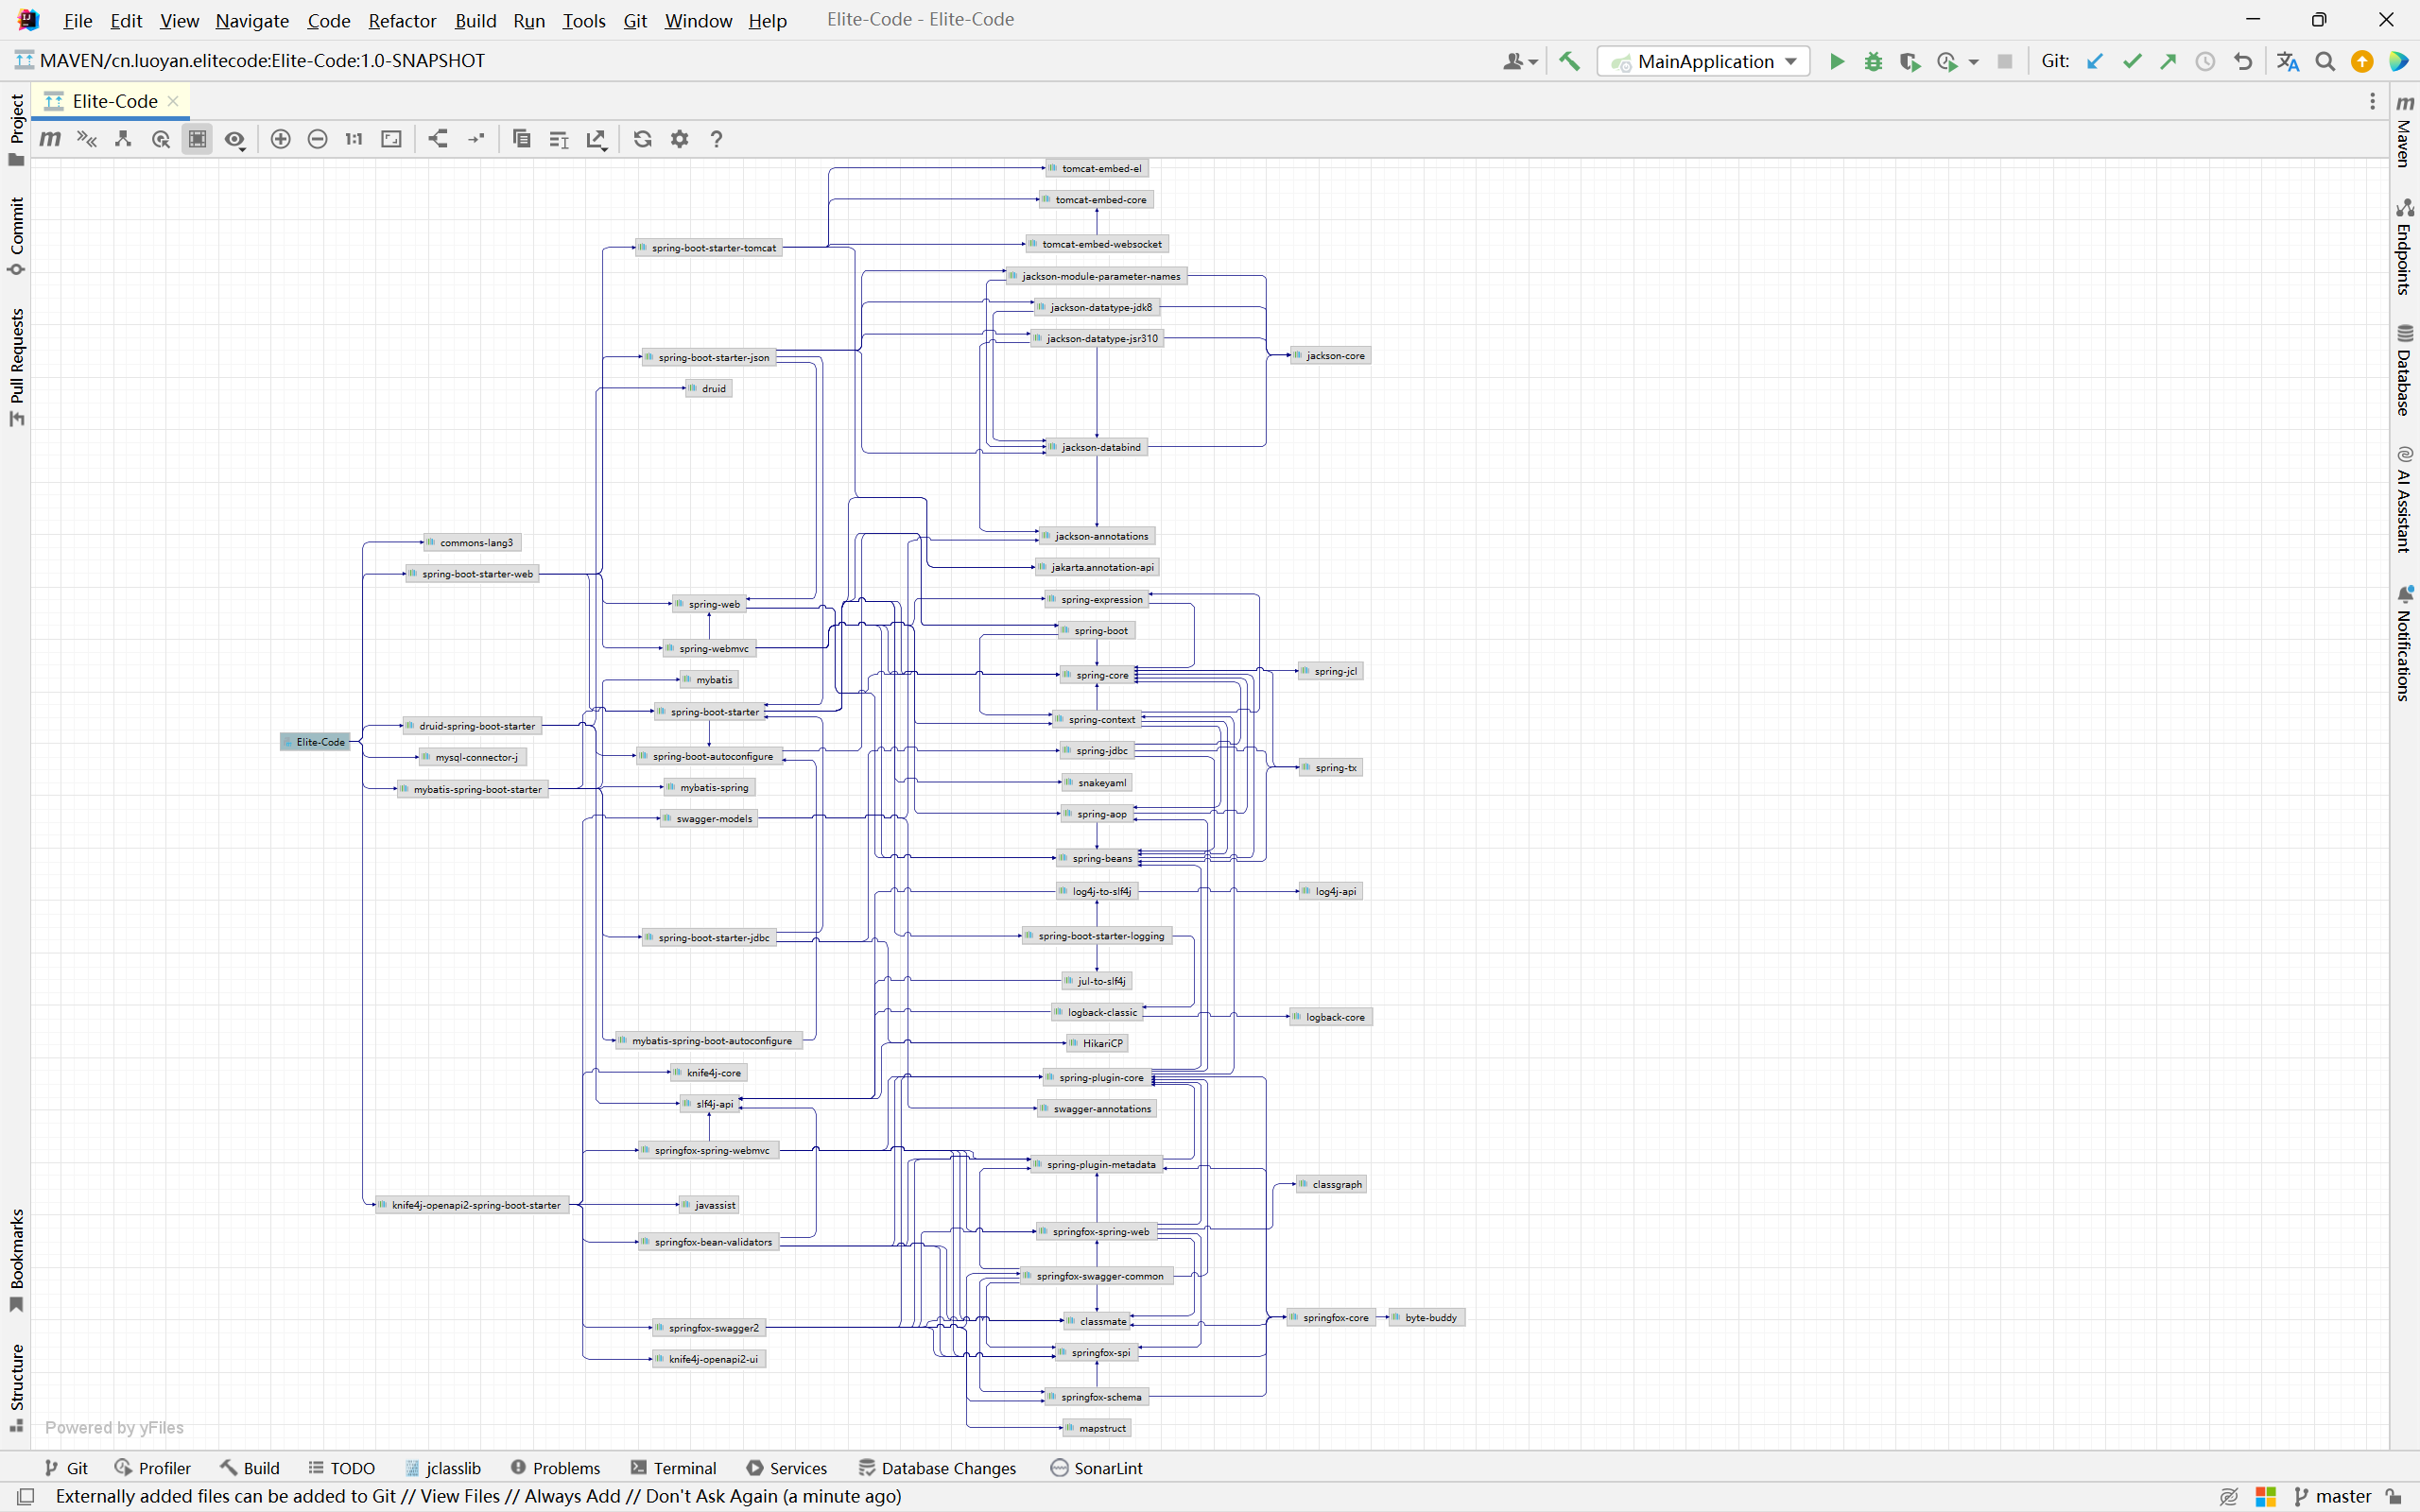 File Edit View Navigate Code Refactor Build Run Tools Git Window Help Elite-Code - Elite-Code
MAVEN/cn.luoyan.elitecode:Elite-Code:1.0-SNAPSHOT
MainApplication
Git:
Elite-Code
1:1
Project
Commit
Pull Requests
Bookmarks
Structure
Maven
Endpoints
Database
AI Assistant
Notifications
Elite-Code
commons-lang3
spring-boot-starter-web
druid-spring-boot-starter
mysql-connector-j
mybatis-spring-boot-starter
knife4j-openapi2-spring-boot-starter
spring-boot-starter-tomcat
spring-boot-starter-json
druid
spring-web
spring-webmvc
mybatis
spring-boot-starter
spring-boot-autoconfigure
mybatis-spring
swagger-models
spring-boot-starter-jdbc
mybatis-spring-boot-autoconfigure
knife4j-core
slf4j-api
springfox-spring-webmvc
javassist
springfox-bean-validators
springfox-swagger2
knife4j-openapi2-ui
tomcat-embed-el
tomcat-embed-core
tomcat-embed-websocket
jackson-module-parameter-names
jackson-datatype-jdk8
jackson-datatype-jsr310
jackson-databind
jackson-annotations
jakarta.annotation-api
spring-expression
spring-boot
spring-core
spring-context
spring-jdbc
snakeyaml
spring-aop
spring-beans
log4j-to-slf4j
spring-boot-starter-logging
jul-to-slf4j
logback-classic
HikariCP
spring-plugin-core
swagger-annotations
spring-plugin-metadata
springfox-spring-web
springfox-swagger-common
classmate
springfox-spi
springfox-schema
mapstruct
jackson-core
spring-jcl
spring-tx
log4j-api
logback-core
classgraph
springfox-core
byte-buddy
Powered by yFiles
Git Profiler Build TODO jclasslib Problems Terminal Services Database Changes SonarLint
Externally added files can be added to Git // View Files // Always Add // Don't Ask Again (a minute ago)
master